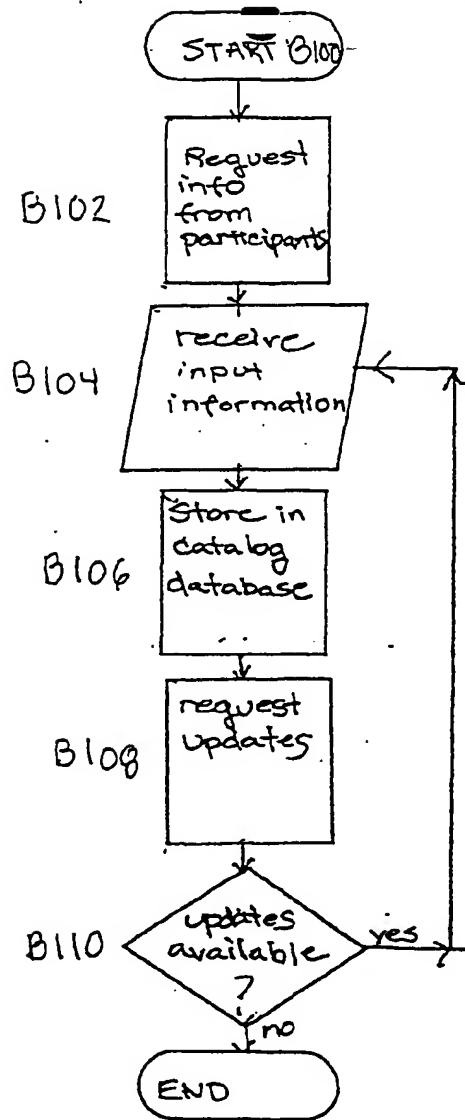 START B100
B102
Request
info
from
participants
B104
receive
input
information
B106
Store in
catalog
database
B108
request
updates
B110
updates
available
?
yes
no
END